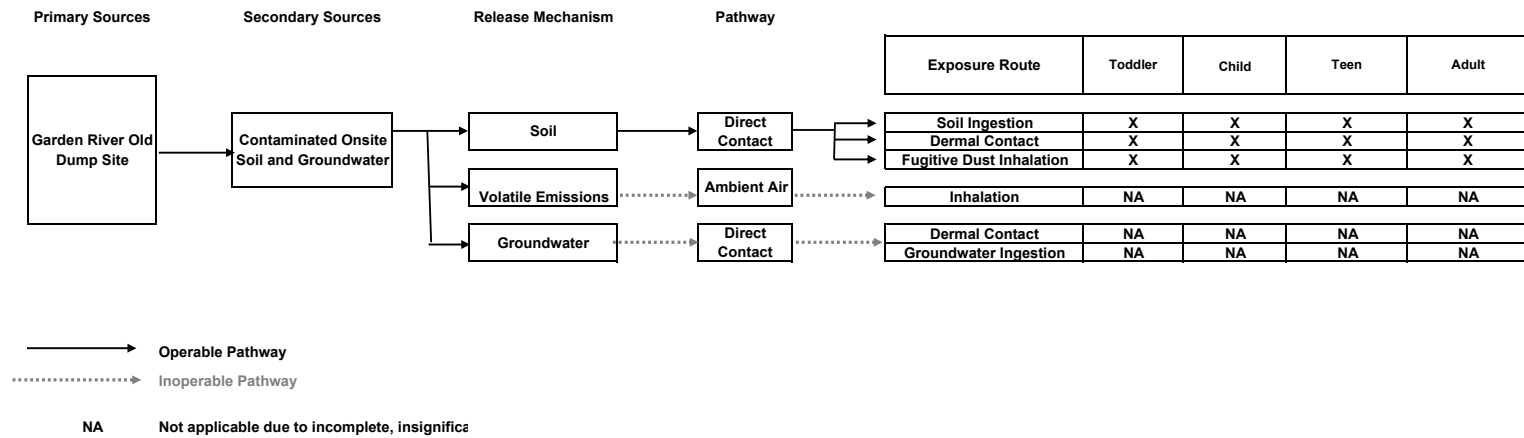 Primary Sources Secondary Sources Release Mechanism Pathway
Exposure Route Toddler Child Teen Adult
Garden River Old
Dump Site
Contaminated Onsite
Soil and Groundwater
Soil
Direct
Contact
Soil Ingestion X X X X
Dermal Contact X X X X
Fugitive Dust Inhalation X X X X
Volatile Emissions
Ambient Air
Inhalation NA NA NA NA
Groundwater
Direct
Contact
Dermal Contact NA NA NA NA
Groundwater Ingestion NA NA NA NA
Operable Pathway
Inoperable Pathway
NA Not applicable due to incomplete,